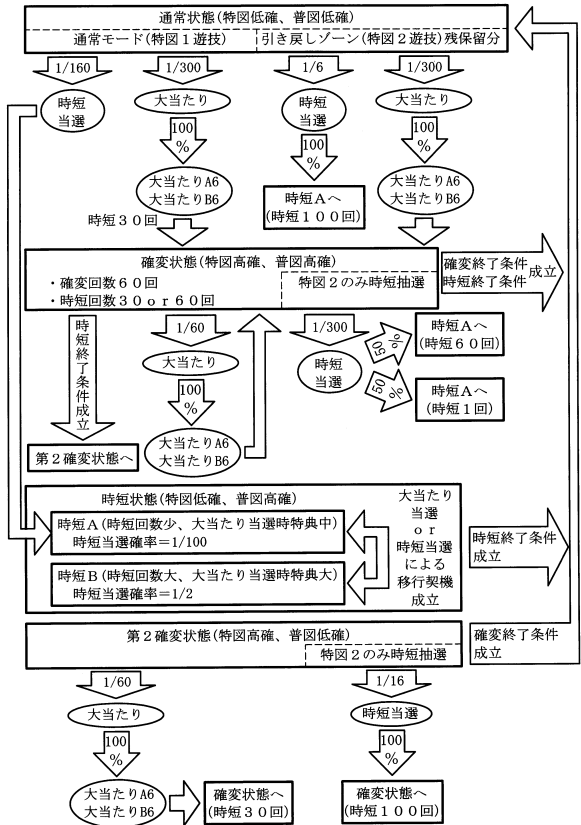 通常状態(特図低確、普図低確)
通常モード(特図1遊技)
引き戻しゾーン(特図2遊技)残保留分
1/160
1/300
1/6
1/300
時短
当選
大当たり
時短
当選
大当たり
100
%
100
%
100
%
大当たりA6
大当たりB6
時短Aへ
(時短100回)
大当たりA6
大当たりB6
時短30回
確変状態(特図高確、普図高確)
・確変回数60回
・時短回数30or60回
特図2のみ時短抽選
確変終了条件
時短終了条件
成立
時短終了条件成立
1/60
1/300
大当たり
時短
当選
50
%
50
%
時短Aへ
(時短60回)
時短Aへ
(時短1回)
100
%
大当たりA6
大当たりB6
第2確変状態へ
時短状態(特図低確、普図高確)
時短A(時短回数少、大当たり当選時特典中)
時短当選確率=1/100
時短B(時短回数大、大当たり当選時特典大)
時短当選確率=1/2
大当たり
当選
or
時短当選
による
移行契機
成立
時短終了条件
成立
第2確変状態(特図高確、普図低確)
特図2のみ時短抽選
確変終了条件
成立
1/60
1/16
大当たり
時短当選
100
%
100
%
大当たりA6
大当たりB6
確変状態へ
(時短30回)
確変状態へ
(時短100回)